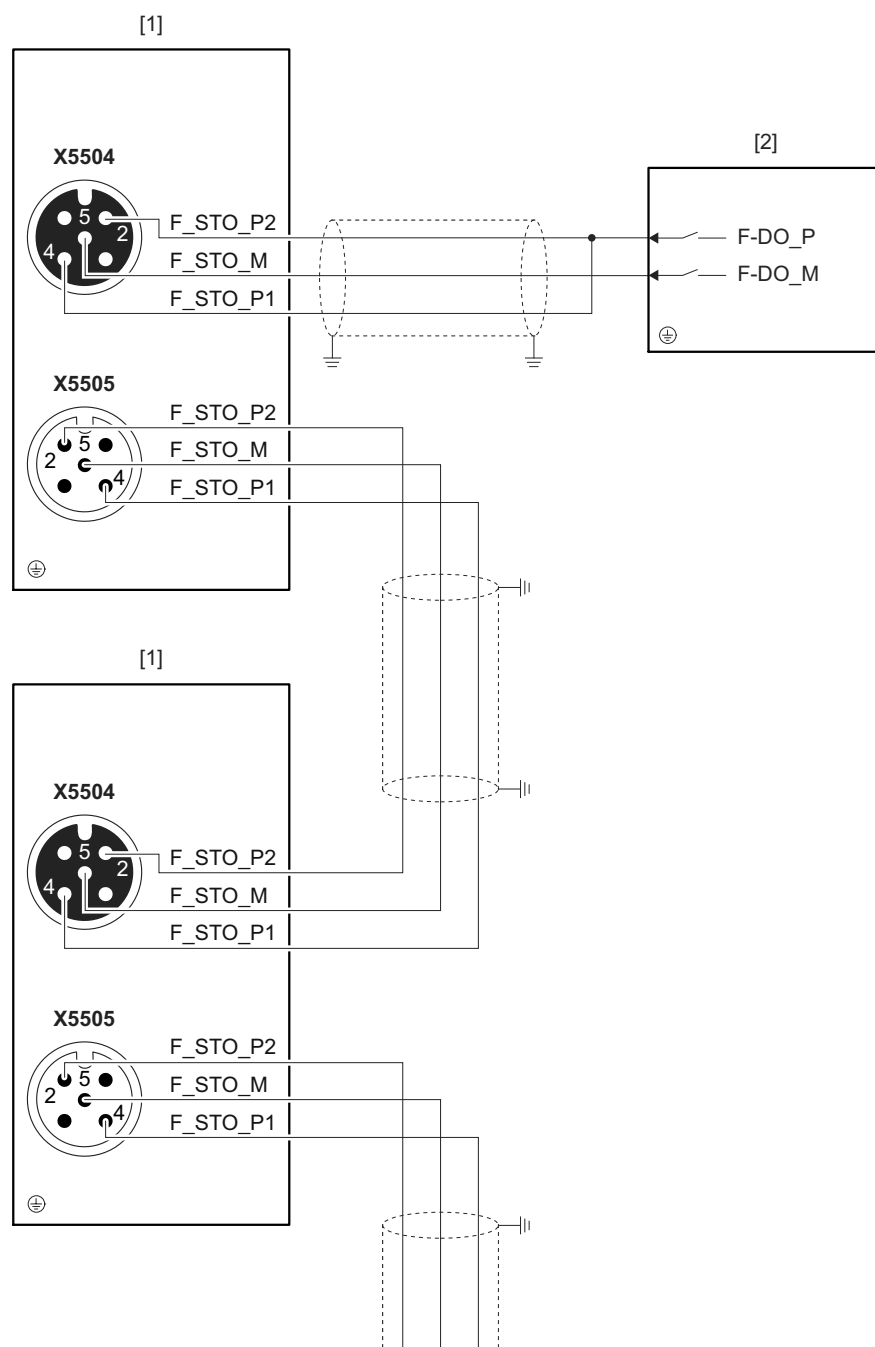 [1]
X5504
5
2
4
F_STO_P2
F_STO_M
F_STO_P1
[2]
F-DO_P
F-DO_M
X5505
5
2
4
F_STO_P2
F_STO_M
F_STO_P1
[1]
X5504
5
2
4
F_STO_P2
F_STO_M
F_STO_P1
X5505
5
2
4
F_STO_P2
F_STO_M
F_STO_P1